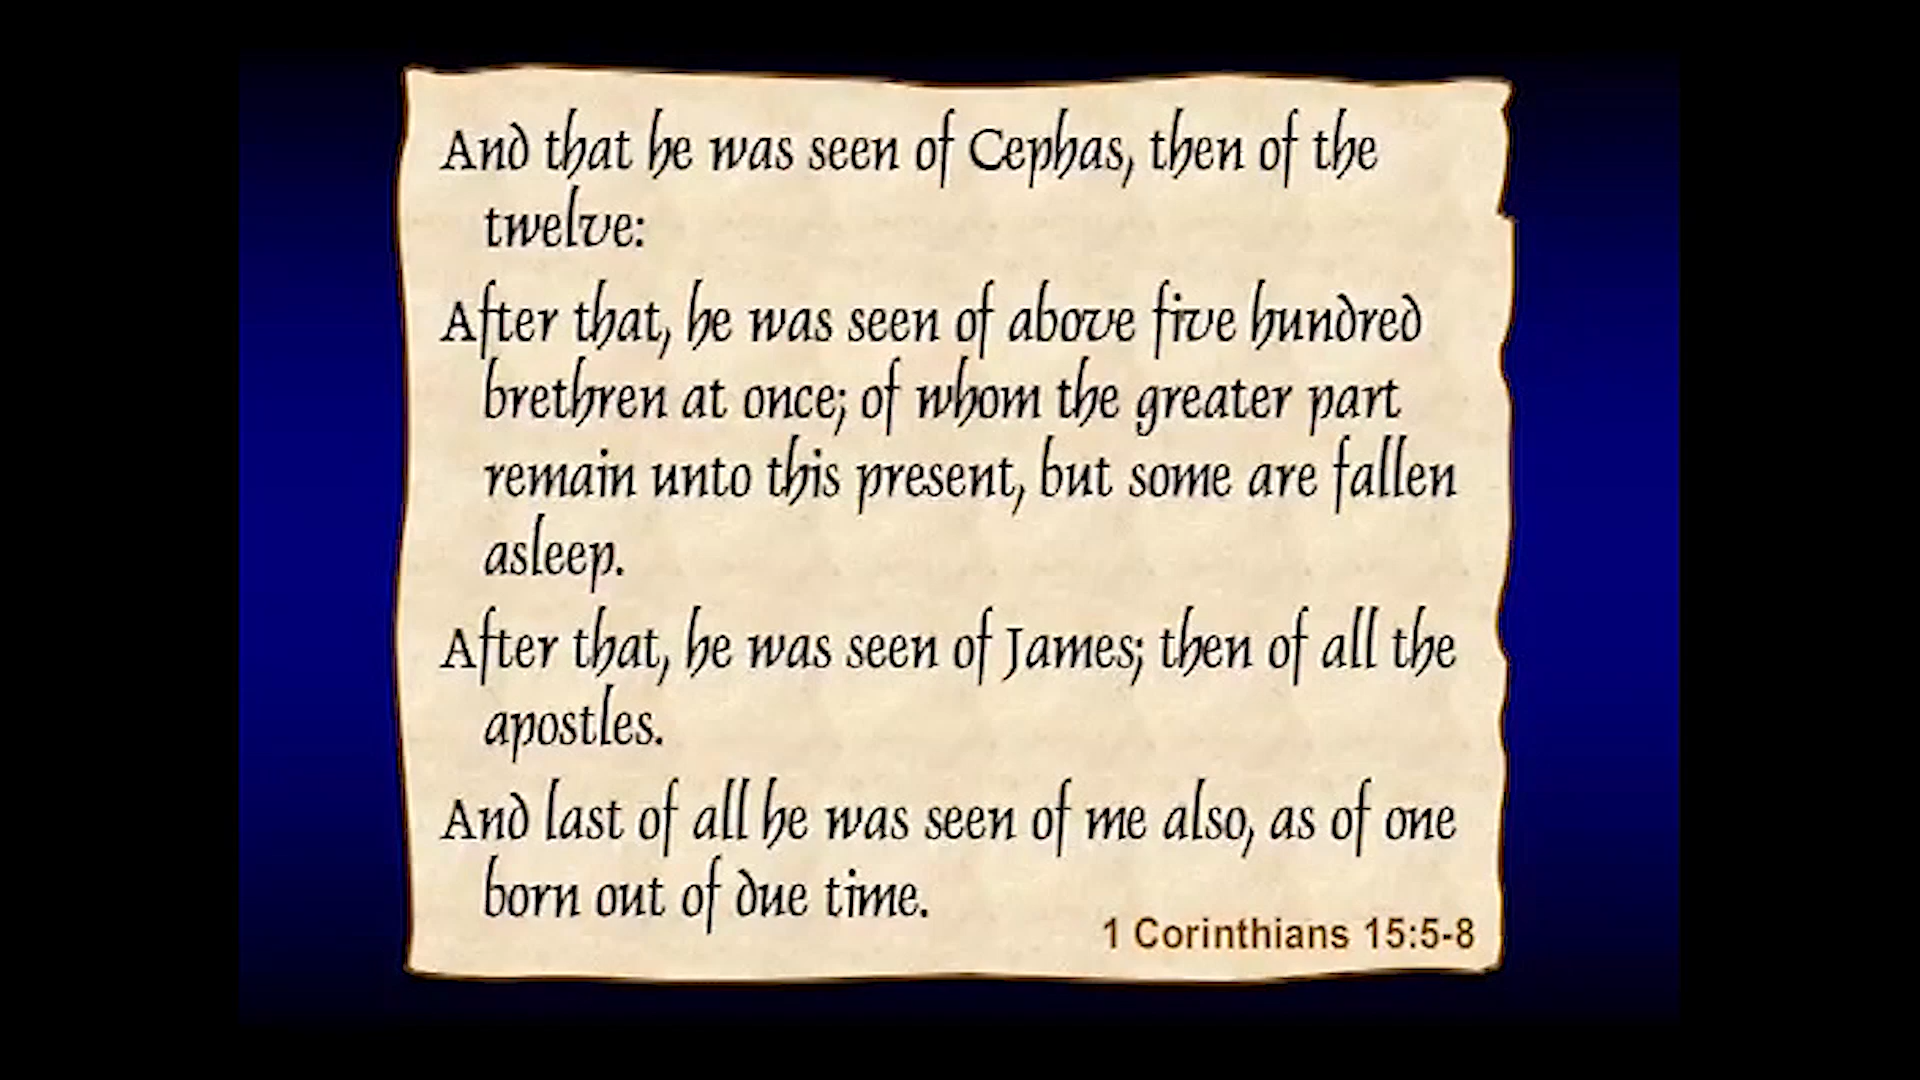 And that he was seen of Cephas, then of the
twelve:
After that, he was seen of above five hundred
brethren at once; of whom the greater part
remain unto this present, but some are fallen
asleep.
After that, he was seen of James; then of all the
apostles.
And last of all he was seen of me also, as of one
born out of due time.
1 Corinthians 15:5-8